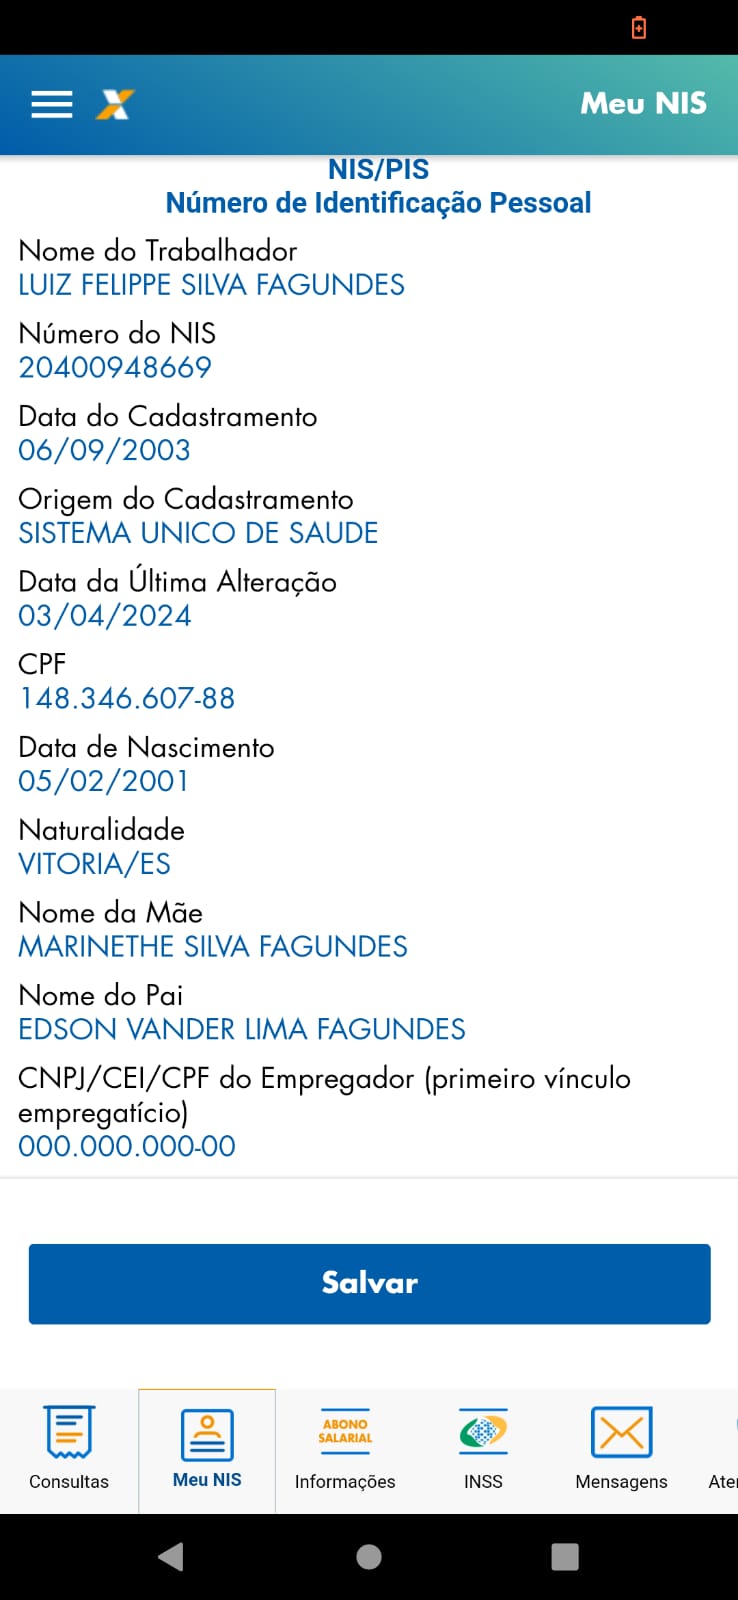 Meu NIS
NIS/PIS
Número de Identificação Pessoal
Nome do Trabalhador
LUIZ FELIPPE SILVA FAGUNDES
Número do NIS
20400948669
Data do Cadastramento
06/09/2003
Origem do Cadastramento
SISTEMA UNICO DE SAUDE
Data da Última Alteração
03/04/2024
CPF
148.346.607-88
Data de Nascimento
05/02/2001
Naturalidade
VITORIA/ES
Nome da Mãe
MARINETHE SILVA FAGUNDES
Nome do Pai
EDSON VANDER LIMA FAGUNDES
CNPJ/CEI/CPF do Empregador (primeiro vínculo
empregatício)
000.000.000-00
Salvar
ABONO
SALARIAL
Consultas
Meu NIS
Informações
INSS
Mensagens
Ate